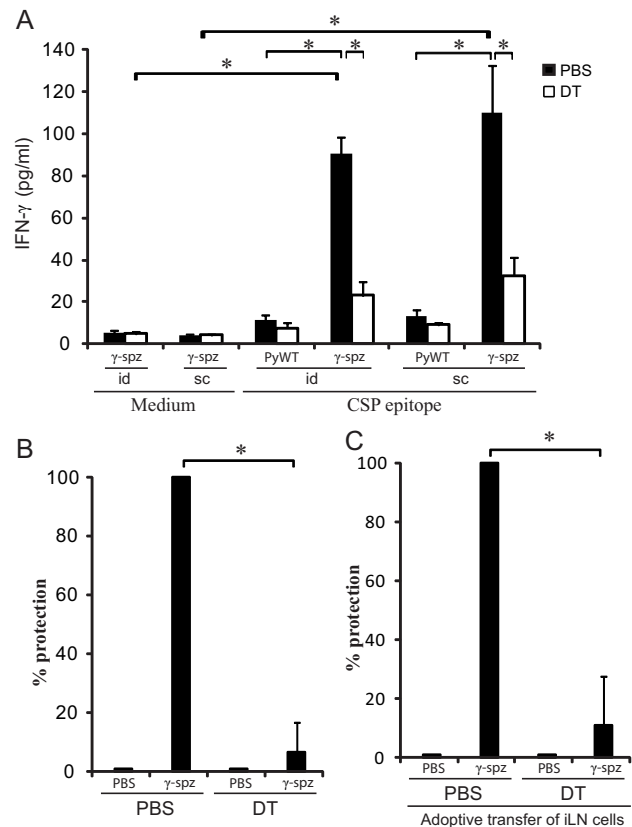 A
* *
* * * *
*
PBS
DT
IFN-γ (pg/ml)
140
120
100
80
60
40
20
0
γ-spz γ-spz PyWT γ-spz PyWT γ-spz
id sc id sc
Medium CSP epitope
B
*
% protection
100
80
60
40
20
0
PBS γ-spz PBS γ-spz
PBS DT
C
*
% protection
100
80
60
40
20
0
PBS γ-spz PBS γ-spz
PBS DT
Adoptive transfer of iLN cells